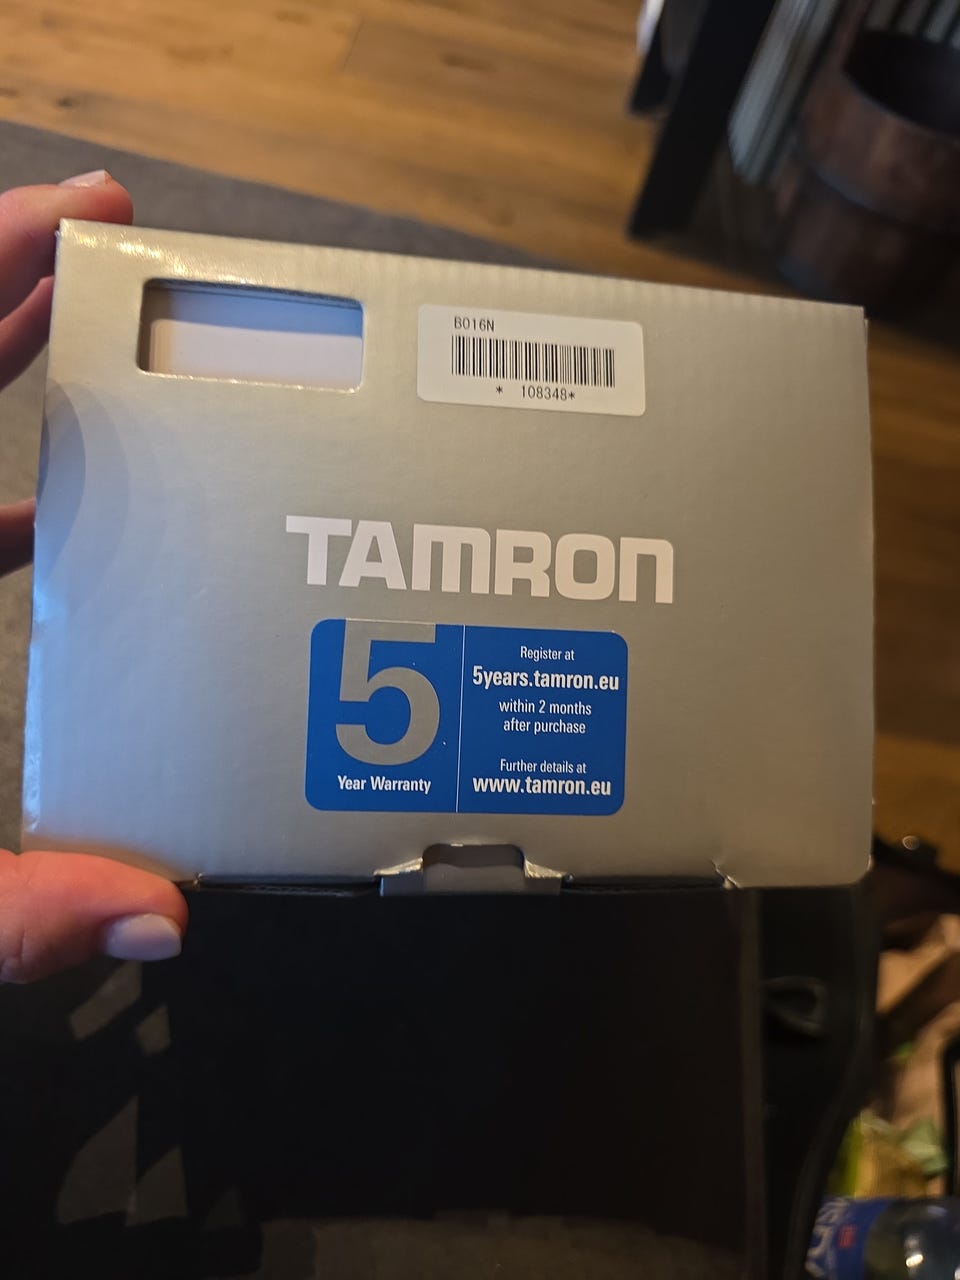 B016N
* 108348*
TAMRON
5
Year Warranty
Register at
5years.tamron.eu
within 2 months
after purchase
Further details at
www.tamron.eu